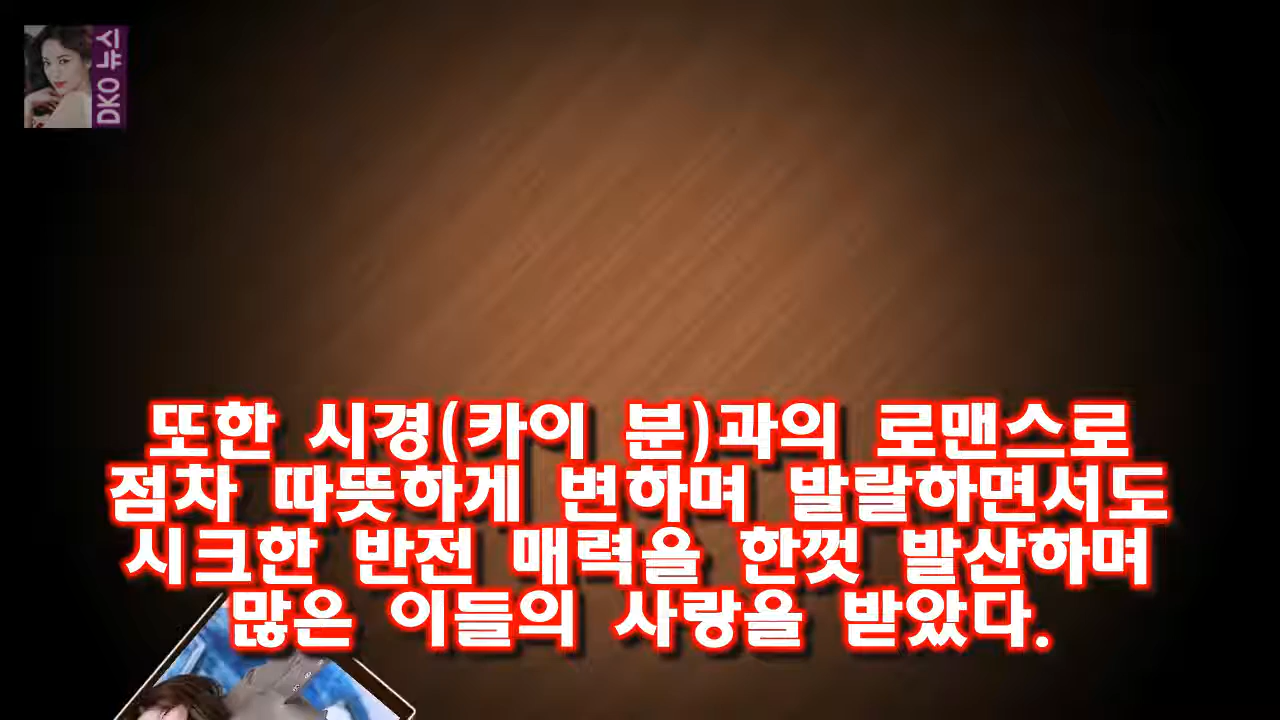 DKO 뉴스
또한 시경(카이 분)과의 로맨스로
점차 따뜻하게 변하며 발랄하면서도
시크한 반전 매력을 한껏 발산하며
많은 이들의 사랑을 받았다.